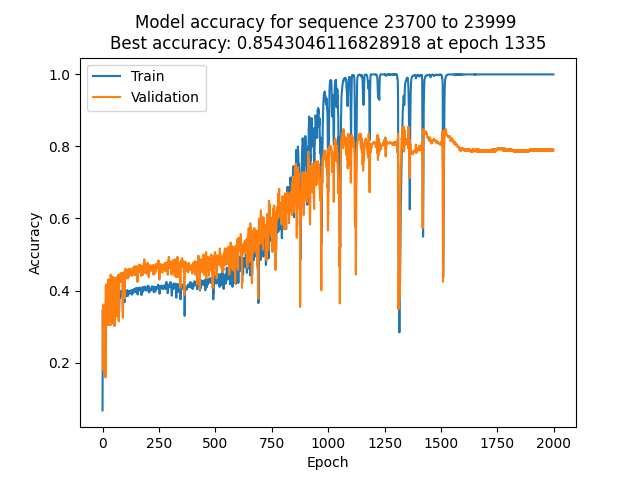 Model accuracy for sequence 23700 to 23999
Best accuracy: 0.8543046116828918 at epoch 1335
Train
Validation
1.0
0.8
0.6
0.4
0.2
Accuracy
0 250 500 750 1000 1250 1500 1750 2000
Epoch